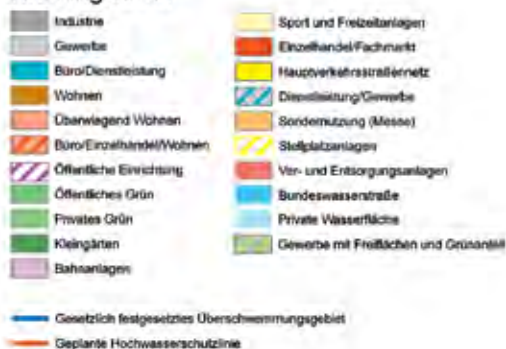 Industrie
Gewerbe
Büro/Dienstleistung
Wohnen
Überwiegend Wohnen
Büro/Einzelhandel/Wohnen
Öffentliche Einrichtung
Öffentliches Grün
Privates Grün
Kleingärten
Bahnanlagen
Sport und Freizeitanlagen
Einzelhandel/Fachmarkt
Hauptverkehrsstraßennetz
Dienstleistung/Gewerbe
Sondernutzung (Messe)
Stellplatzanlagen
Ver- und Entsorgungsanlagen
Bundeswasserstraße
Private Wasserfläche
Gewerbe mit Freiflächen und Grünanteil
Gesetzlich festgesetztes Überschwemmungsgebiet
Geplante Hochwasserschutzlinie